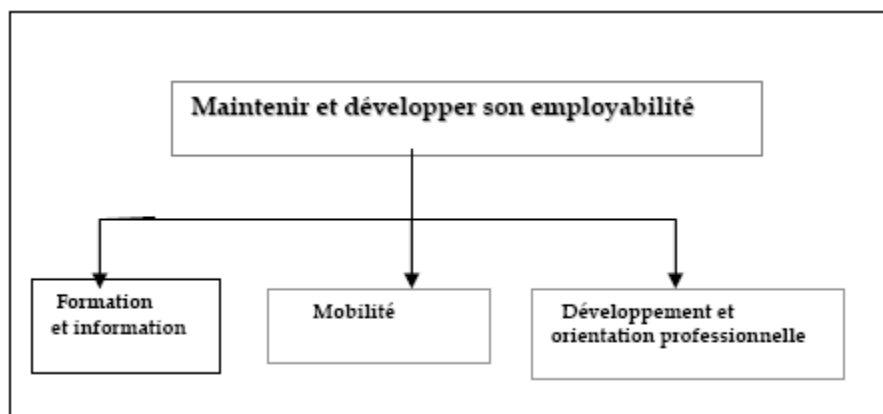 Maintenir et développer son employabilité
Formation
et information
Mobilité
Développement et
orientation professionnelle